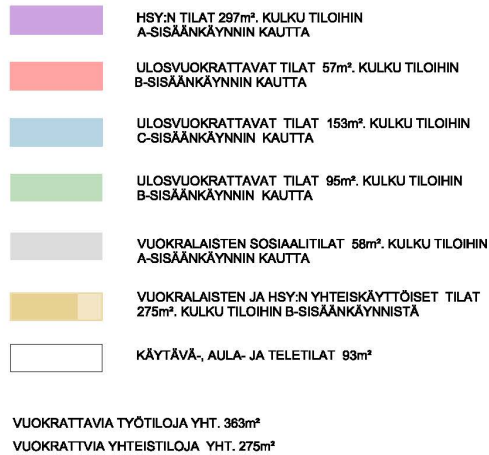 HSY:N TILAT 297m². KULKU TILOIHIN
A-SISÄÄNKÄYNNIN KAUTTA
ULOSVUOKRATTAVAT TILAT 57m². KULKU TILOIHIN
B-SISÄÄNKÄYNNIN KAUTTA
ULOSVUOKRATTAVAT TILAT 153m². KULKU TILOIHIN
C-SISÄÄNKÄYNNIN KAUTTA
ULOSVUOKRATTAVAT TILAT 95m². KULKU TILOIHIN
B-SISÄÄNKÄYNNIN KAUTTA
VUOKRALAISTEN SOSIAALITILAT 58m². KULKU TILOIHIN
A-SISÄÄNKÄYNNIN KAUTTA
VUOKRALAISTEN JA HSY:N YHTEISKÄYTTÖISET TILAT
275m². KULKU TILOIHIN B-SISÄÄNKÄYNNISTÄ
KÄYTÄVÄ-, AULA- JA TELETILAT 93m²
VUOKRATTAVIA TYÖTILOJA YHT. 363m²
VUOKRATTVIA YHTEISTILOJA YHT. 275m²